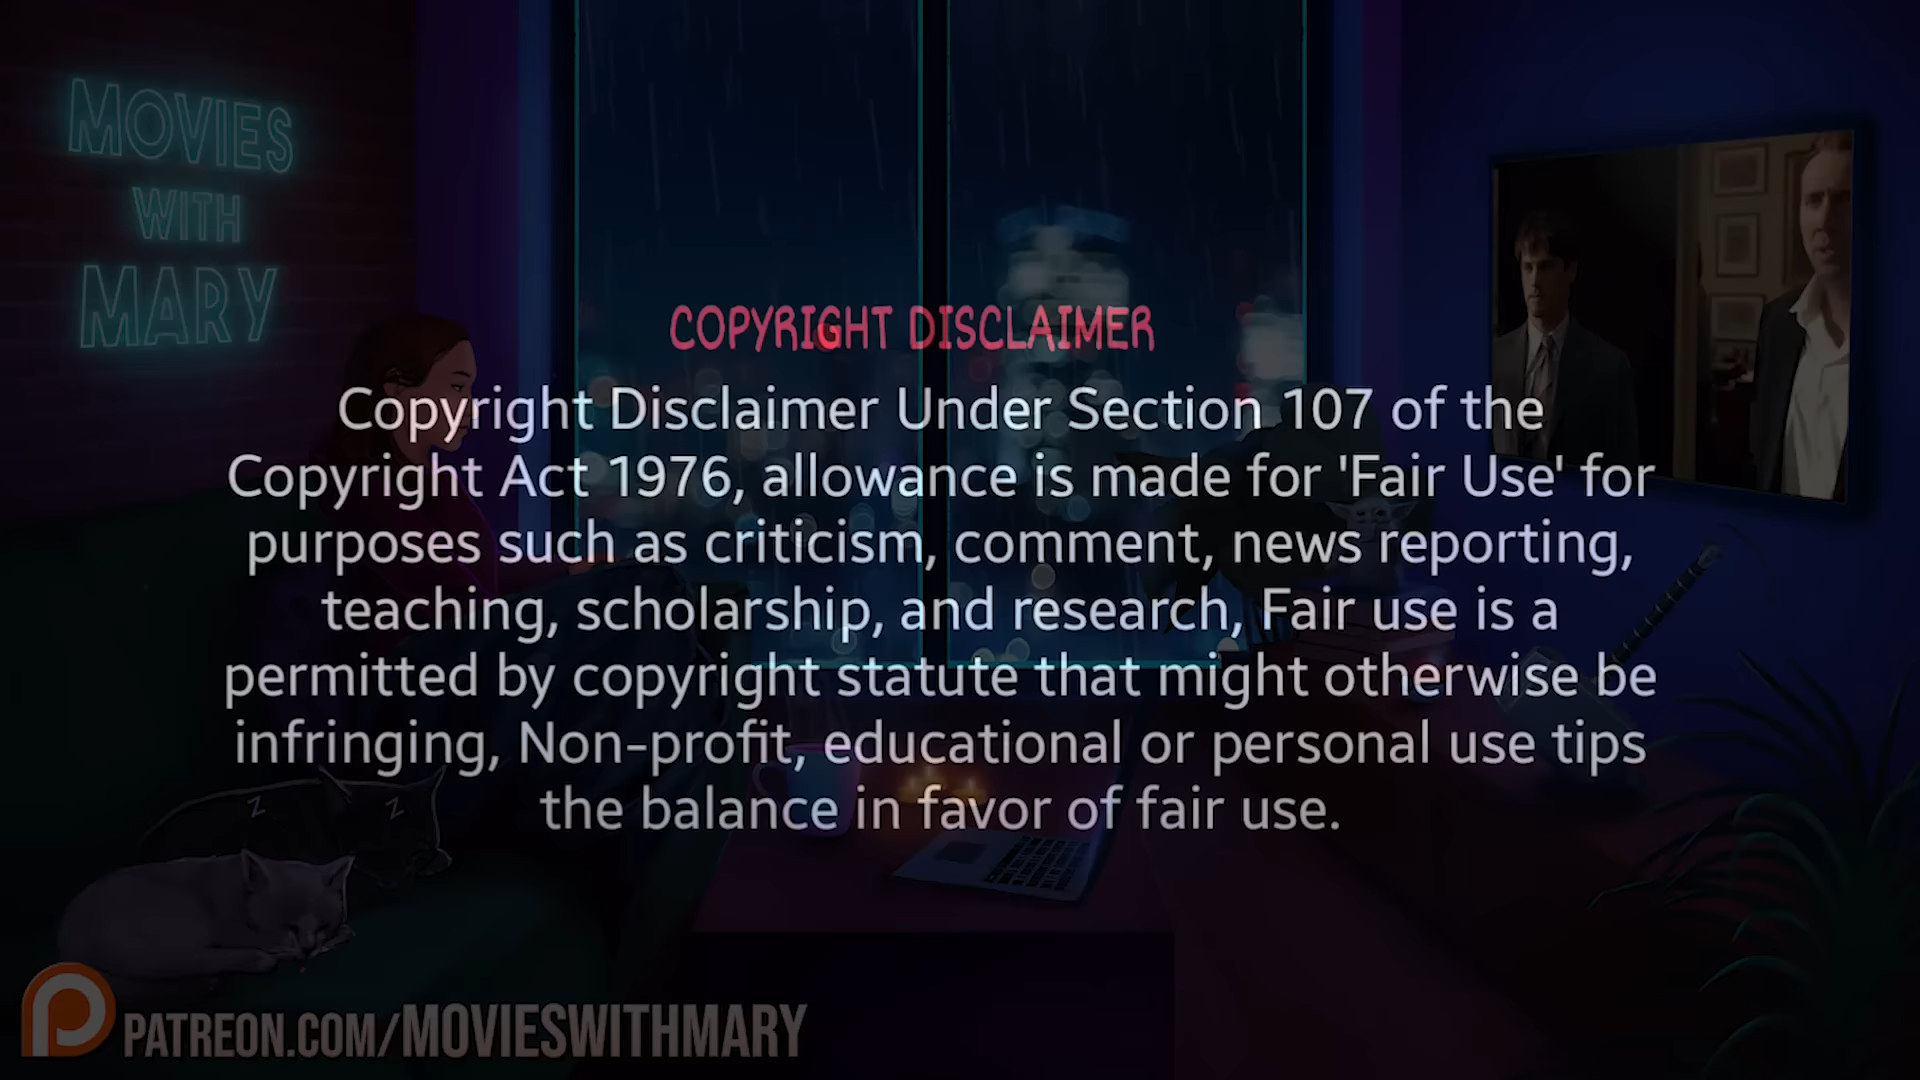 MOVIES
WITH
MARY
COPYRIGHT DISCLAIMER
Copyright Disclaimer Under Section 107 of the
Copyright Act 1976, allowance is made for 'Fair Use' for
purposes such as criticism, comment, news reporting,
teaching, scholarship, and research, Fair use is a
permitted by copyright statute that might otherwise be
infringing, Non-profit, educational or personal use tips
the balance in favor of fair use.
Z Z
PATREON.COM/MOVIESWITHMARY